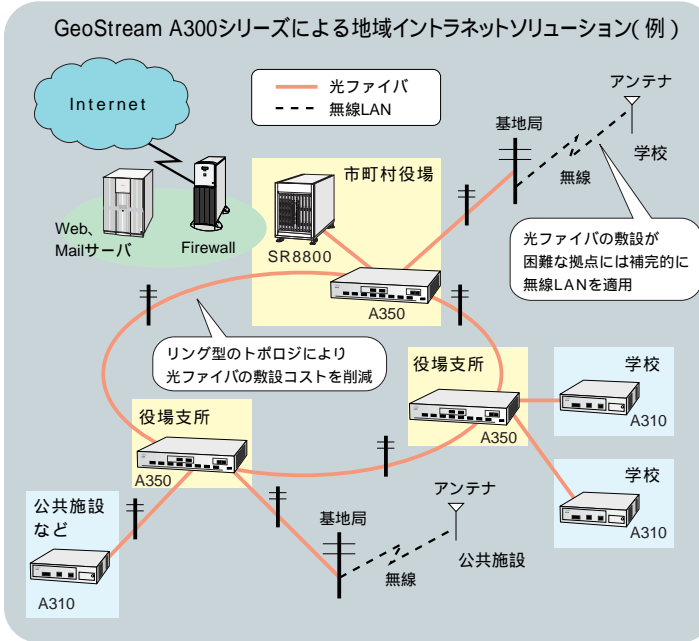 GeoStream A300シリーズによる地域イントラネットソリューション(例)
Internet
光ファイバ
無線LAN
アンテナ
基地局
学校
無線
市町村役場
Web、
Mailサーバ
Firewall
SR8800
A350
光ファイバの敷設が
困難な拠点には補完的に
無線LANを適用
リング型のトポロジにより
光ファイバの敷設コストを削減
役場支所
A350
学校
A310
役場支所
A350
学校
A310
公共施設
など
A310
基地局
アンテナ
無線
公共施設